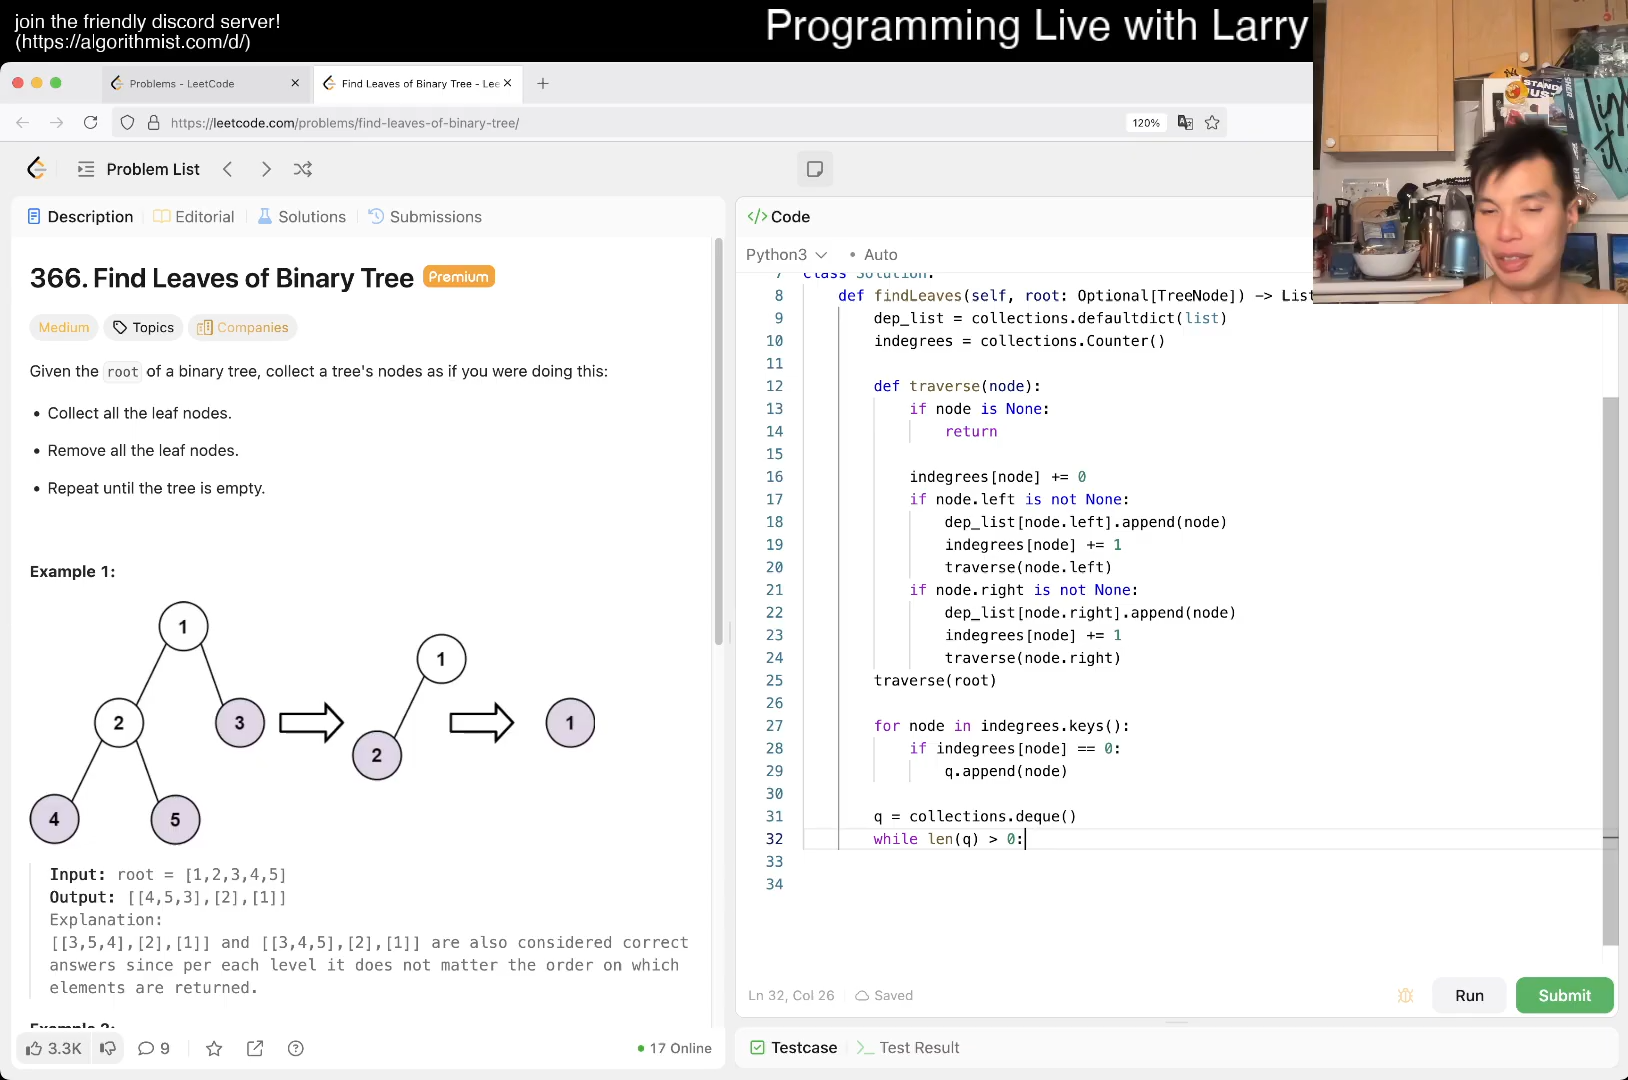 join the friendly discord server!
(https://algorithmist.com/d/)
Programming Live with Larry
Problems - LeetCode
Find Leaves of Binary Tree - Lee
https://leetcode.com/problems/find-leaves-of-binary-tree/
120%
Problem List
Description
Editorial
Solutions
Submissions
366. Find Leaves of Binary Tree
Premium
Medium
Topics
Companies
Given the root of a binary tree, collect a tree's nodes as if you were doing this:
• Collect all the leaf nodes.
• Remove all the leaf nodes.
• Repeat until the tree is empty.
Example 1:
1
2
3
4
5
1
2
1
Input: root = [1,2,3,4,5]
Output: [[4,5,3],[2],[1]]
Explanation:
[[3,5,4],[2],[1]] and [[3,4,5],[2],[1]] are also considered correct
answers since per each level it does not matter the order on which
elements are returned.
Example 2:
3.3K
9
17 Online
</> Code
Python3
• Auto
7 class Solution:
8 def findLeaves(self, root: Optional[TreeNode]) -> List
9 dep_list = collections.defaultdict(list)
10 indegrees = collections.Counter()
11
12 def traverse(node):
13 if node is None:
14 return
15
16 indegrees[node] += 0
17 if node.left is not None:
18 dep_list[node.left].append(node)
19 indegrees[node] += 1
20 traverse(node.left)
21 if node.right is not None:
22 dep_list[node.right].append(node)
23 indegrees[node] += 1
24 traverse(node.right)
25 traverse(root)
26
27 for node in indegrees.keys():
28 if indegrees[node] == 0:
29 q.append(node)
30
31 q = collections.deque()
32 while len(q) > 0:
33
34
Ln 32, Col 26
Saved
Run
Submit
Testcase
Test Result